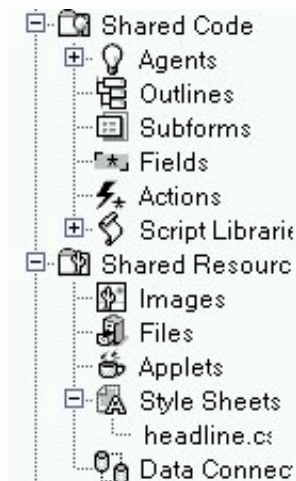 Shared Code
Agents
Outlines
Subforms
Fields
Actions
Script Librarie
Shared Resourc
Images
Files
Applets
Style Sheets
headline.cs
Data Connec